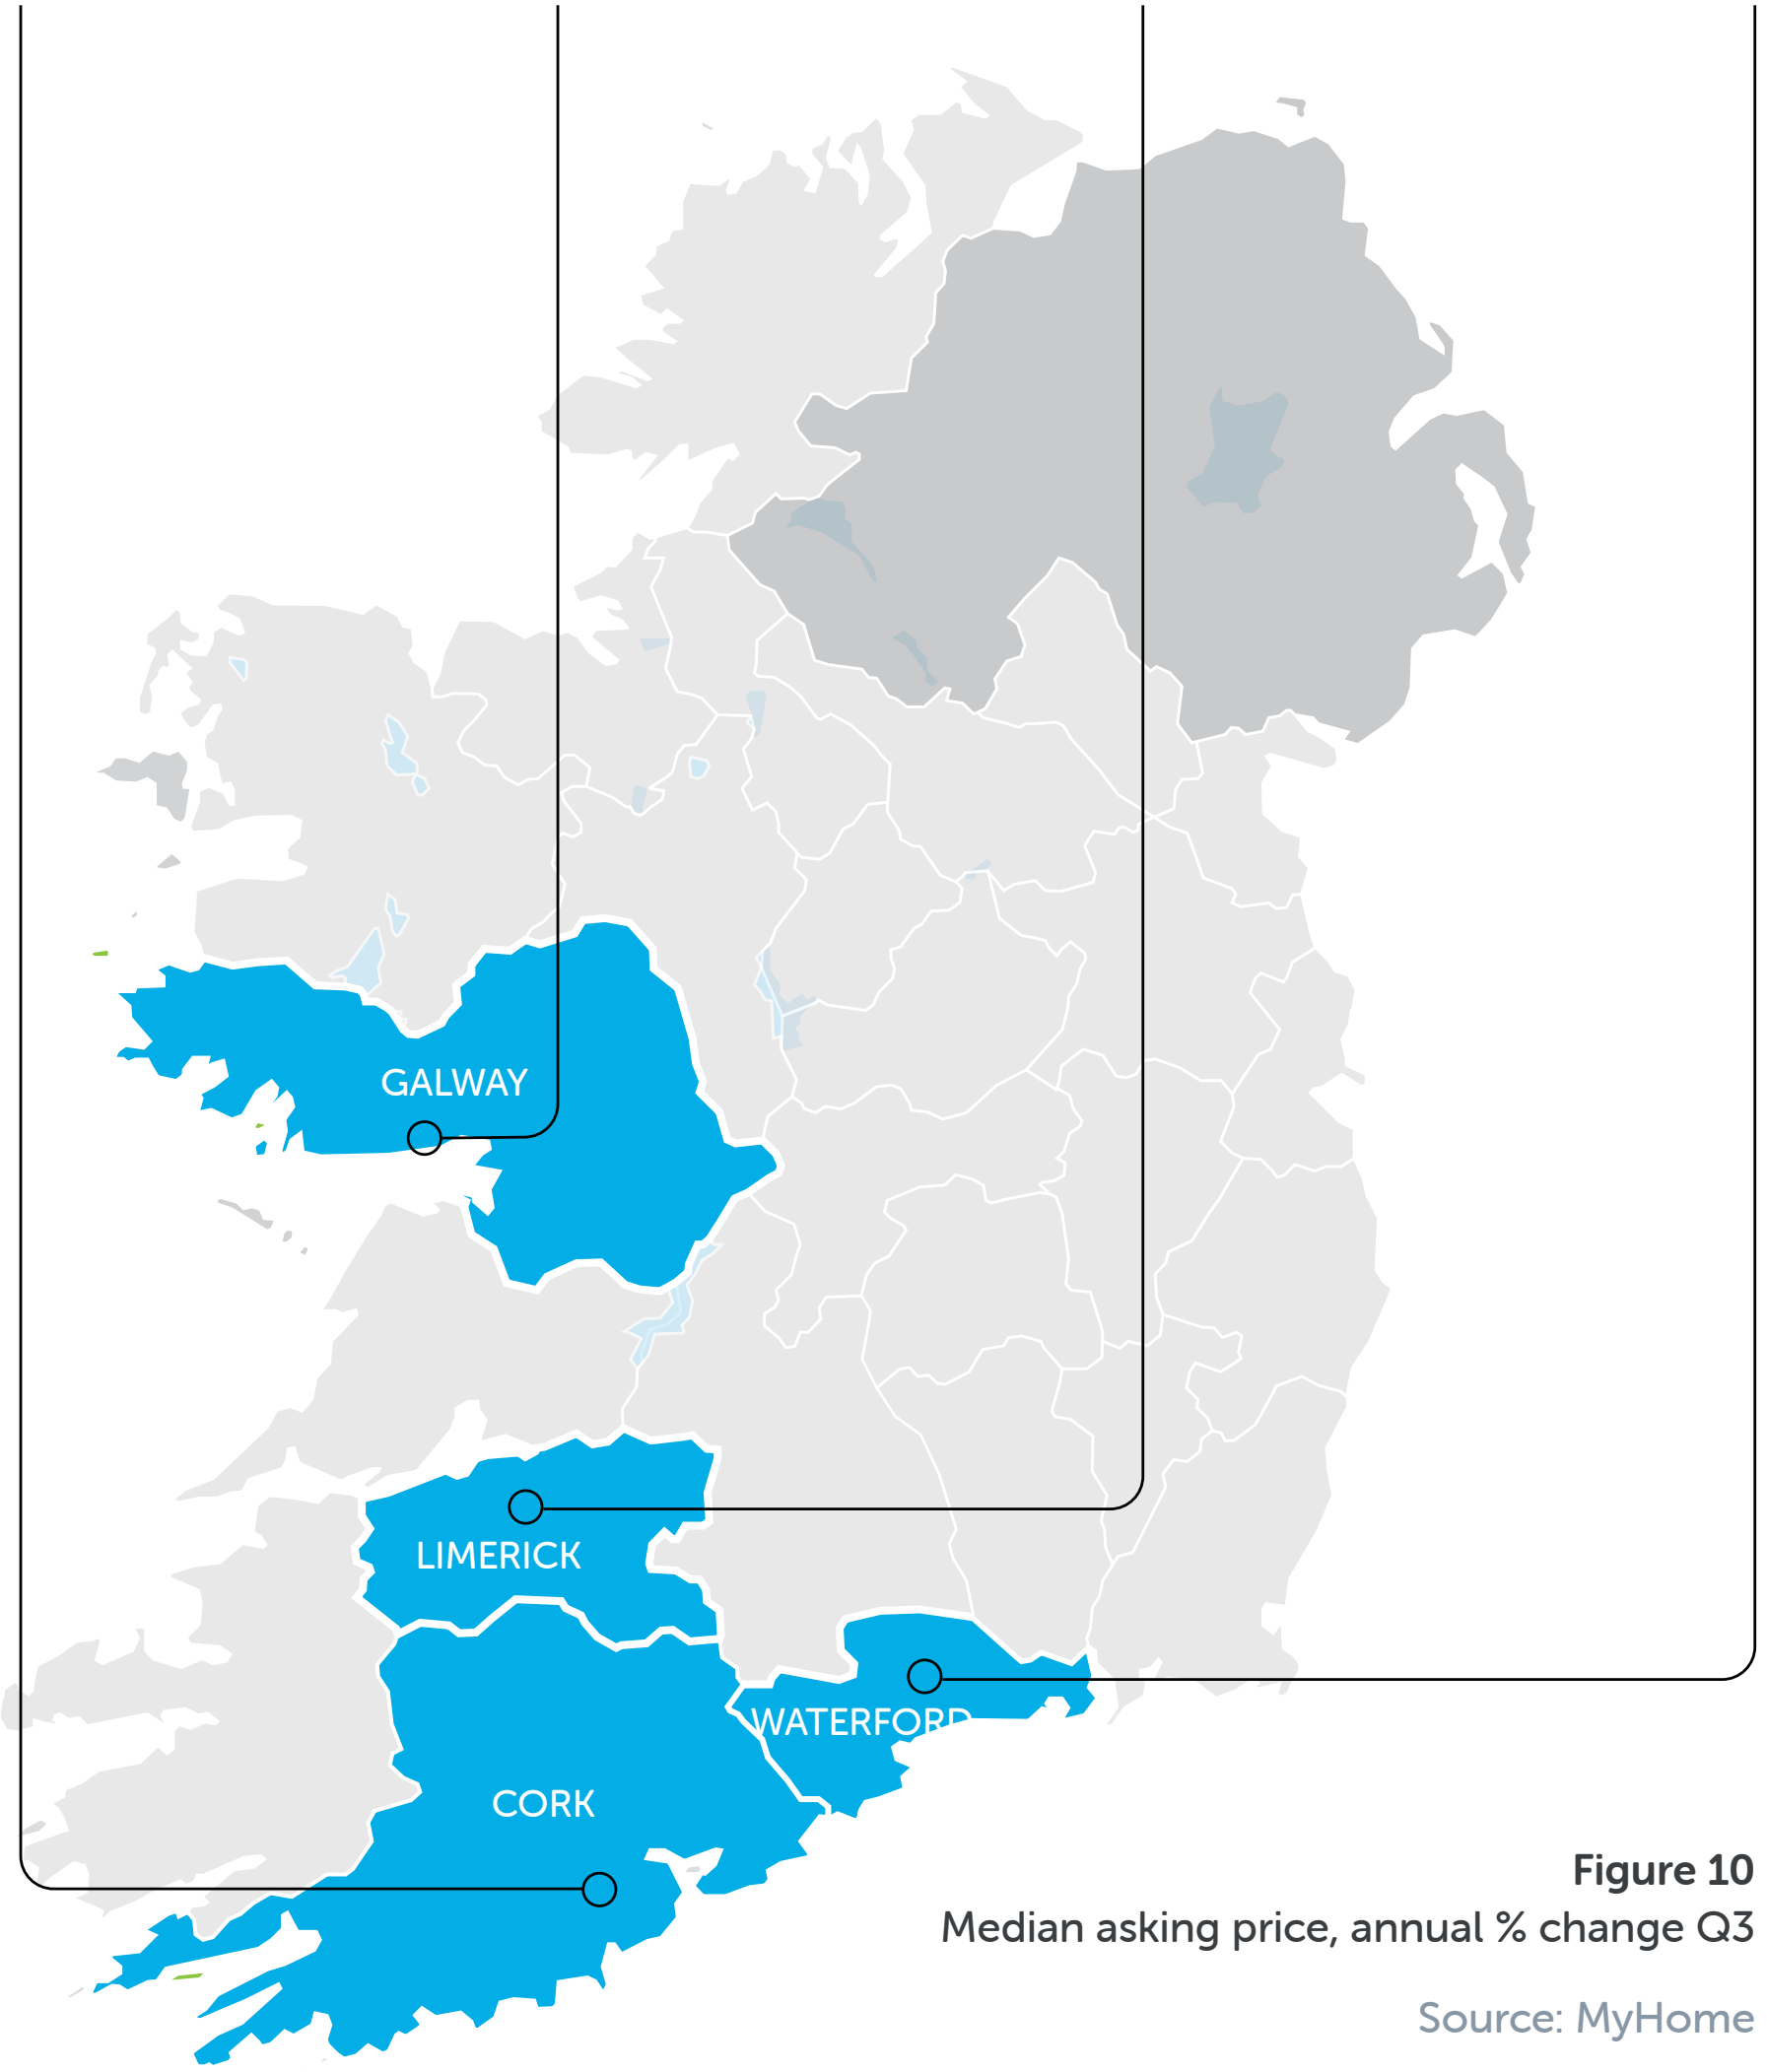 GALWAY
LIMERICK
WATERFORD
CORK
Figure 10
Median asking price, annual % change Q3
Source: MyHome